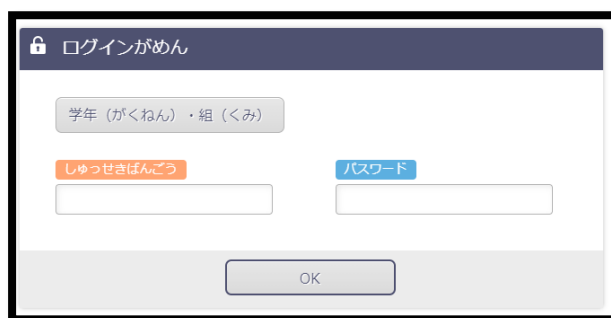 ログインがめん
学年（がくねん）・組（くみ）
しゅっせきばんごう
パスワード
OK